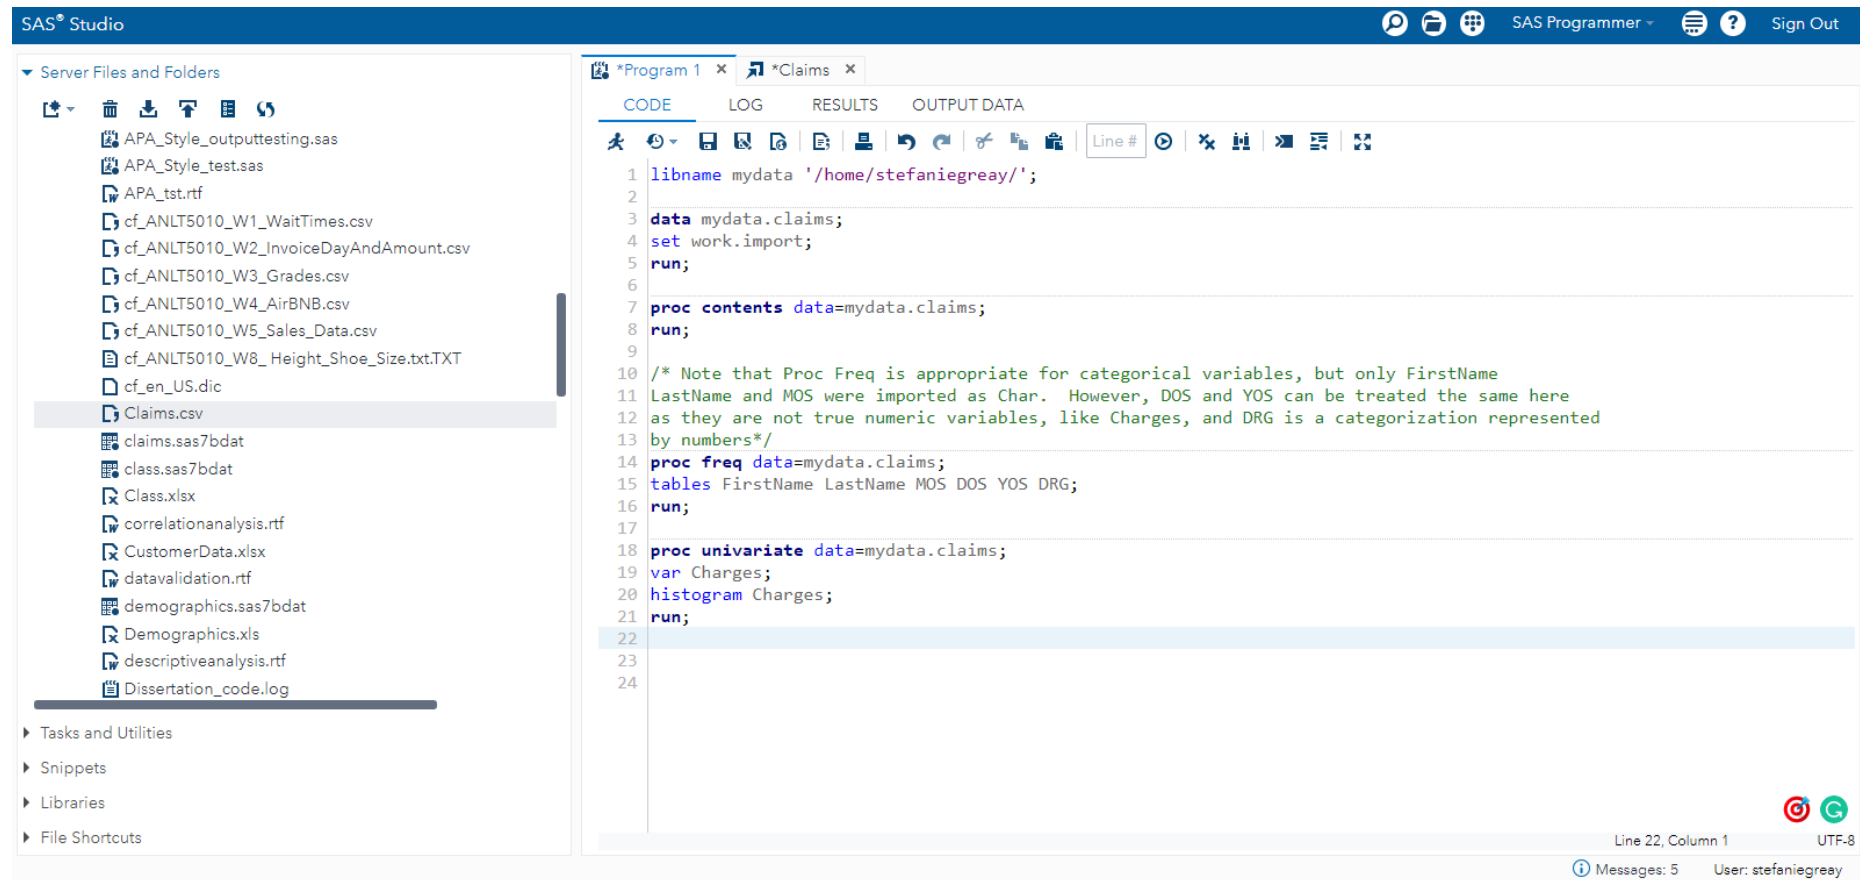 SAS® Studio
SAS Programmer
Sign Out
Server Files and Folders
APA_Style_outputtesting.sas
APA_Style_test.sas
APA_tst.rtf
cf_ANLT5010_W1_WaitTimes.csv
cf_ANLT5010_W2_InvoiceDayAndAmount.csv
cf_ANLT5010_W3_Grades.csv
cf_ANLT5010_W4_AirBNB.csv
cf_ANLT5010_W5_Sales_Data.csv
cf_ANLT5010_W8_ Height_Shoe_Size.txt.TXT
cf_en_US.dic
Claims.csv
claims.sas7bdat
class.sas7bdat
Class.xlsx
correlationanalysis.rtf
CustomerData.xlsx
datavalidation.rtf
demographics.sas7bdat
Demographics.xls
descriptiveanalysis.rtf
Dissertation_code.log
Tasks and Utilities
Snippets
Libraries
File Shortcuts
*Program 1
*Claims
CODE LOG RESULTS OUTPUT DATA
Line #
1 libname mydata '/home/stefaniegreay/';
2
3 data mydata.claims;
4 set work.import;
5 run;
6
7 proc contents data=mydata.claims;
8 run;
9
10 /* Note that Proc Freq is appropriate for categorical variables, but only FirstName
11 LastName and MOS were imported as Char.  However, DOS and YOS can be treated the same here
12 as they are not true numeric variables, like Charges, and DRG is a categorization represented
13 by numbers*/
14 proc freq data=mydata.claims;
15 tables FirstName LastName MOS DOS YOS DRG;
16 run;
17
18 proc univariate data=mydata.claims;
19 var Charges;
20 histogram Charges;
21 run;
22
23
24
Line 22, Column 1
UTF-8
Messages: 5
User: stefaniegreay